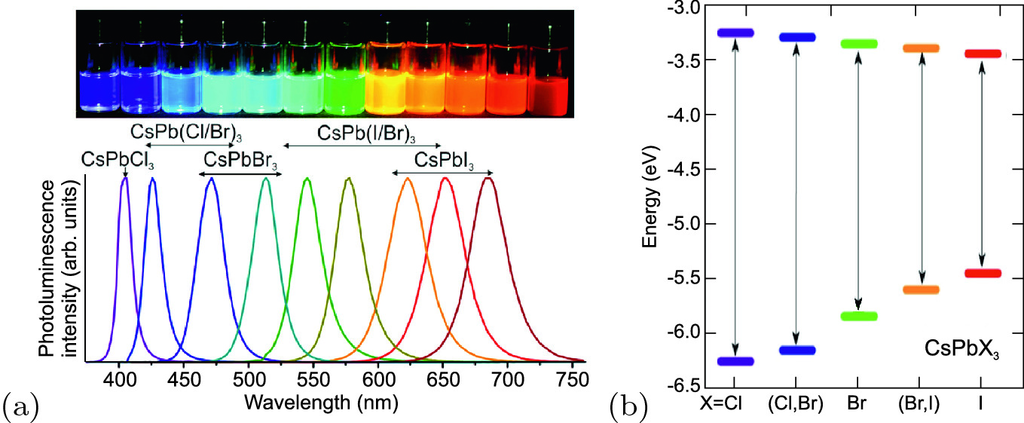 CsPb(Cl/Br)₃
CsPb(I/Br)₃
CsPbCl₃
CsPbBr₃
CsPbI₃
Photoluminescence
intensity (arb. units)
400 450 500 550 600 650 700 750
Wavelength (nm)
(a)
-3.0
-3.5
-4.0
-4.5
-5.0
-5.5
-6.0
-6.5
Energy (eV)
CsPbX₃
X=Cl (Cl,Br) Br (Br,I) I
(b)